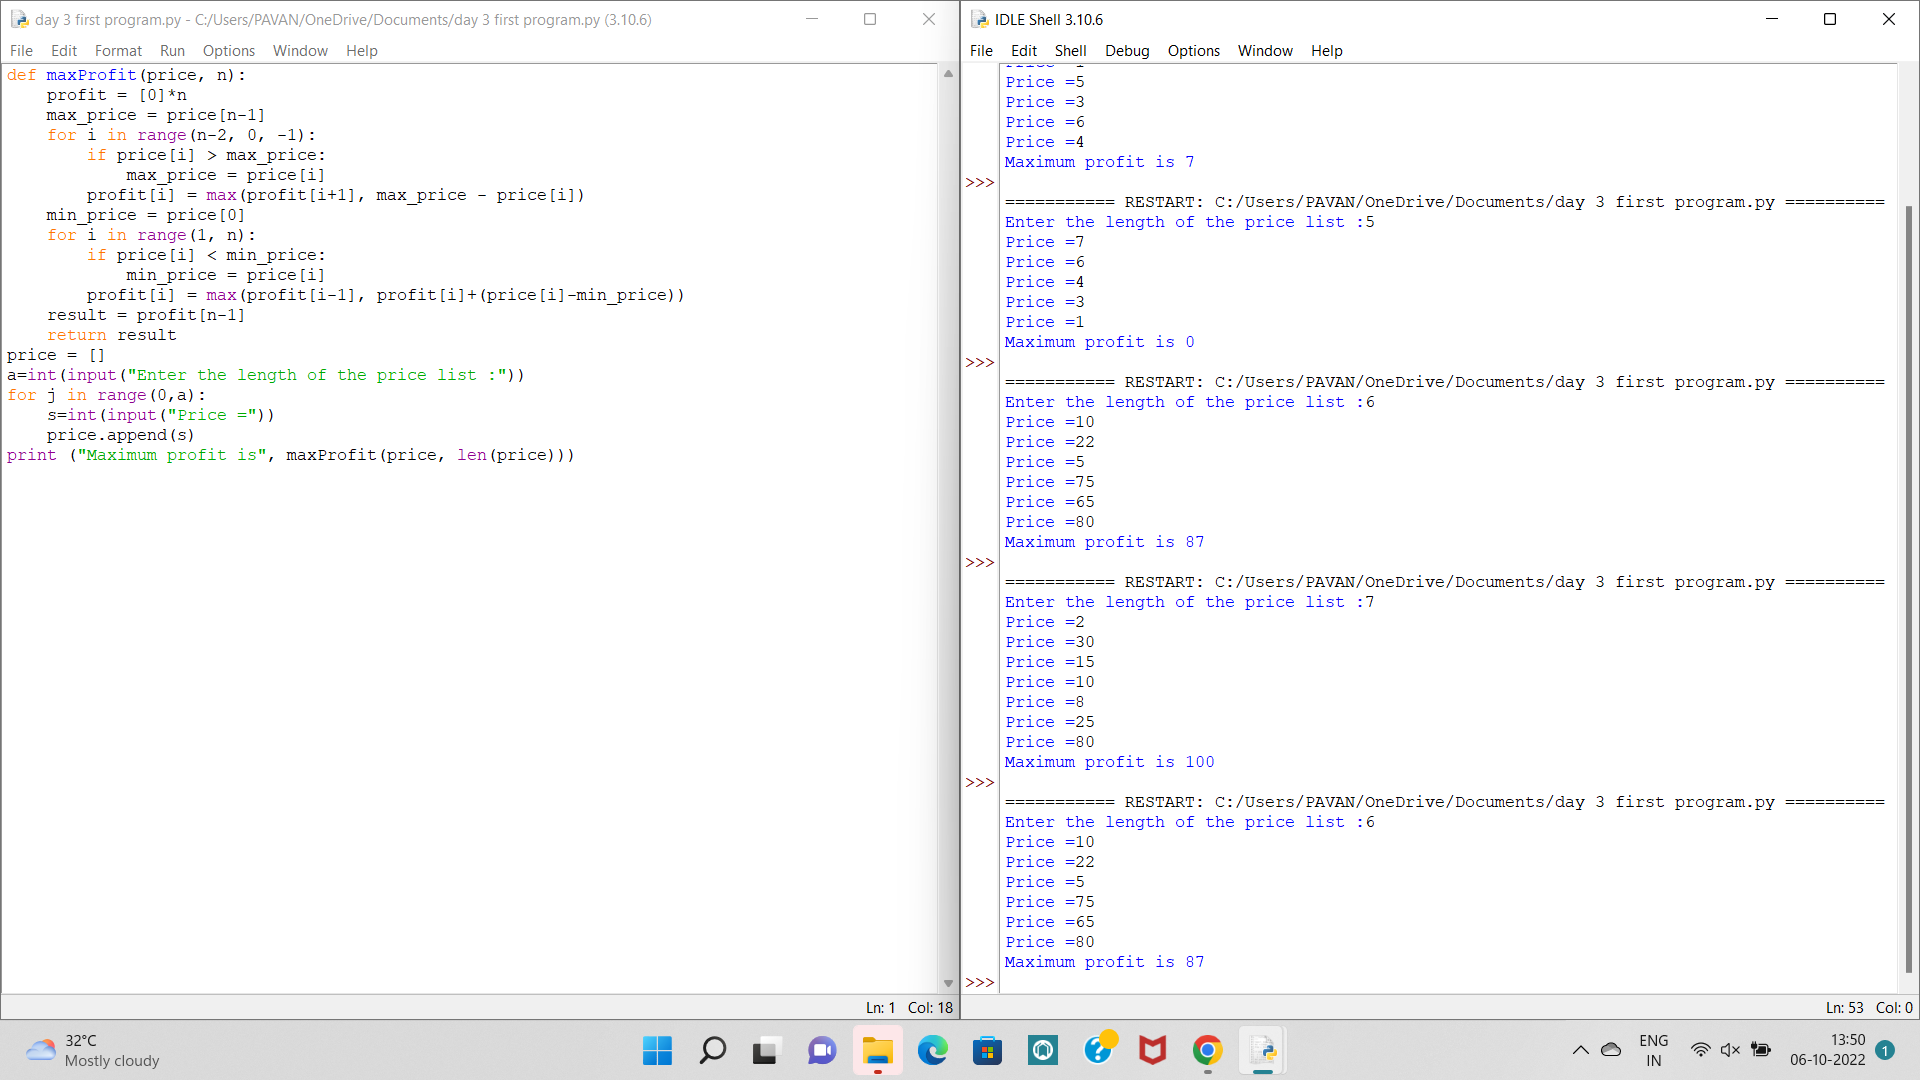 day 3 first program.py - C:/Users/PAVAN/OneDrive/Documents/day 3 first program.py (3.10.6)
File Edit Format Run Options Window Help
def maxProfit(price, n):
    profit = [0]*n
    max_price = price[n-1]
    for i in range(n-2, 0, -1):
        if price[i] > max_price:
            max_price = price[i]
        profit[i] = max(profit[i+1], max_price - price[i])
    min_price = price[0]
    for i in range(1, n):
        if price[i] < min_price:
            min_price = price[i]
        profit[i] = max(profit[i-1], profit[i]+(price[i]-min_price))
    result = profit[n-1]
    return result
price = []
a=int(input("Enter the length of the price list :"))
for j in range(0,a):
    s=int(input("Price ="))
    price.append(s)
print ("Maximum profit is", maxProfit(price, len(price)))
Ln: 1 Col: 18
IDLE Shell 3.10.6
File Edit Shell Debug Options Window Help
Price =5
Price =3
Price =6
Price =4
Maximum profit is 7
>>>
=========== RESTART: C:/Users/PAVAN/OneDrive/Documents/day 3 first program.py ==========
Enter the length of the price list :5
Price =7
Price =6
Price =4
Price =3
Price =1
Maximum profit is 0
>>>
=========== RESTART: C:/Users/PAVAN/OneDrive/Documents/day 3 first program.py ==========
Enter the length of the price list :6
Price =10
Price =22
Price =5
Price =75
Price =65
Price =80
Maximum profit is 87
>>>
=========== RESTART: C:/Users/PAVAN/OneDrive/Documents/day 3 first program.py ==========
Enter the length of the price list :7
Price =2
Price =30
Price =15
Price =10
Price =8
Price =25
Price =80
Maximum profit is 100
>>>
=========== RESTART: C:/Users/PAVAN/OneDrive/Documents/day 3 first program.py ==========
Enter the length of the price list :6
Price =10
Price =22
Price =5
Price =75
Price =65
Price =80
Maximum profit is 87
>>>
Ln: 53 Col: 0
32°C
Mostly cloudy
ENG
IN
13:50
06-10-2022
1